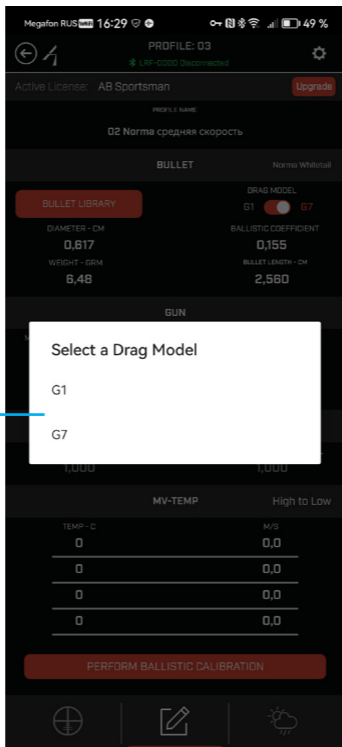 Megafon RUS 16:29 49 %
PROFILE: 03
LRF-0000 Disconnected
Active License: AB Sportsman Upgrade
PROFILE NAME
02 Norma средняя скорость
BULLET Norma Whitetail
BULLET LIBRARY
DRAG MODEL
G1 G7
DIAMETER - CM BALLISTIC COEFFICIENT
0,617 0,155
WEIGHT - GRM BULLET LENGTH - CM
6,48 2,560
GUN
Select a Drag Model
G1
G7
1,000 1,000
MV-TEMP High to Low
TEMP - C M/S
0 0,0
0 0,0
0 0,0
0 0,0
PERFORM BALLISTIC CALIBRATION